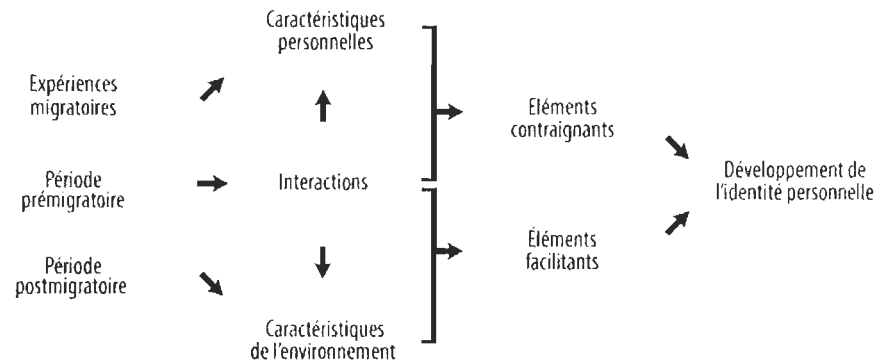 Caractéristiques
personnelles
Expériences
migratoires
Eléments
contraignants
Période
prémigratoire
Interactions
Développement de
l'identité personnelle
Éléments
facilitants
Période
postmigratoire
Caractéristiques
de l'environnement